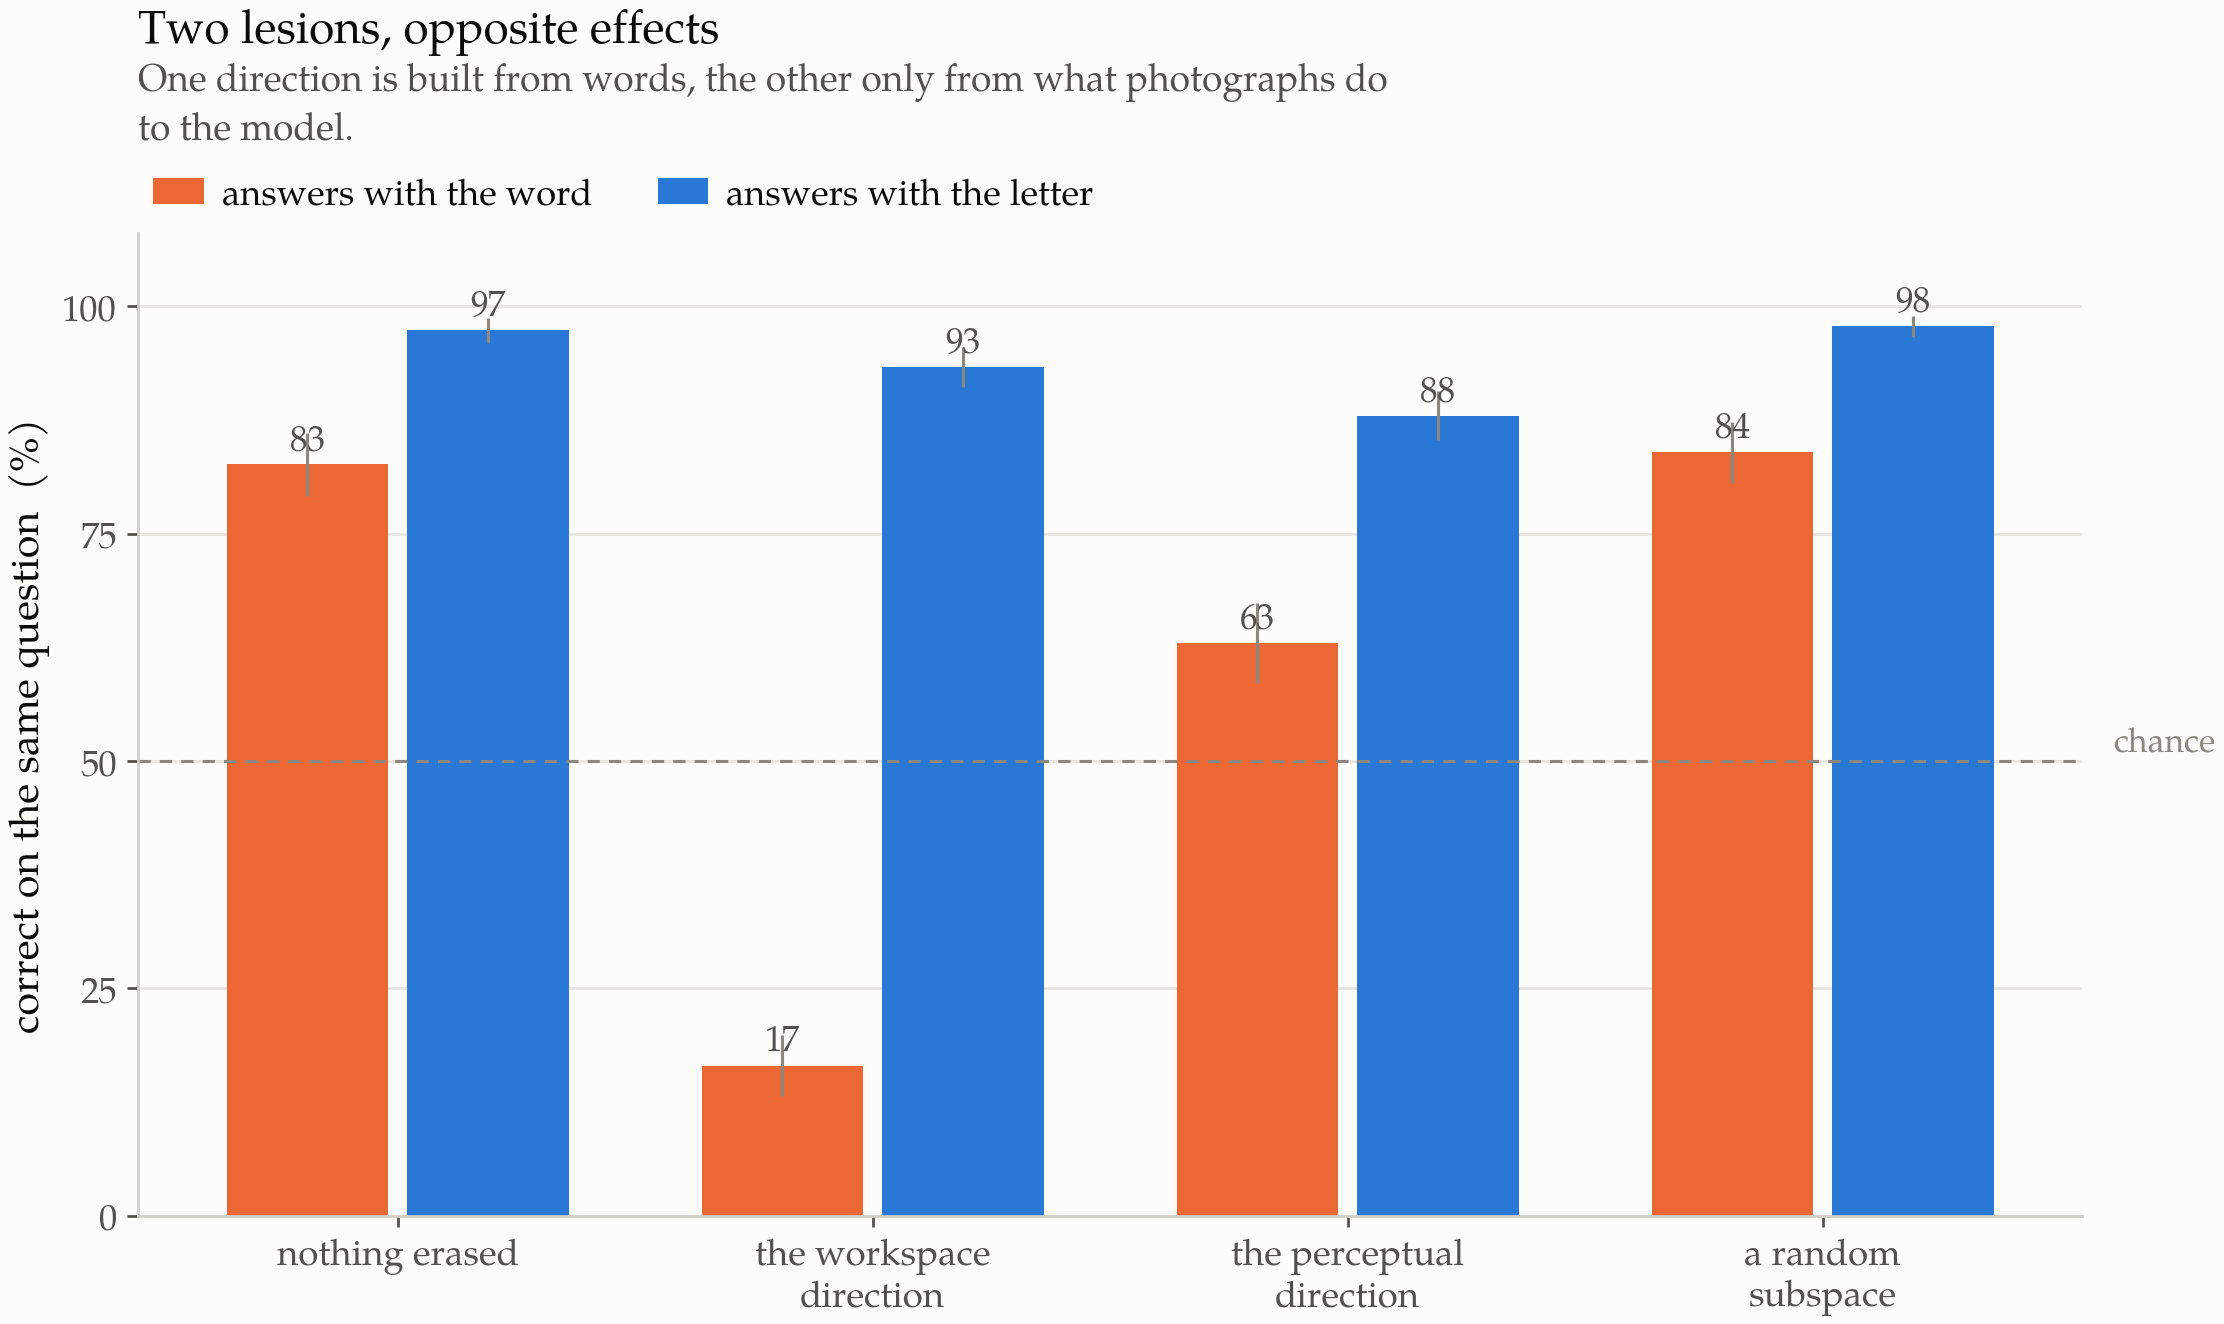 Two lesions, opposite effects
One direction is built from words, the other only from what photographs do
to the model.
answers with the word
answers with the letter
correct on the same question (%)
100
75
50
25
0
83
97
17
93
63
88
84
98
chance
nothing erased
the workspace
direction
the perceptual
direction
a random
subspace